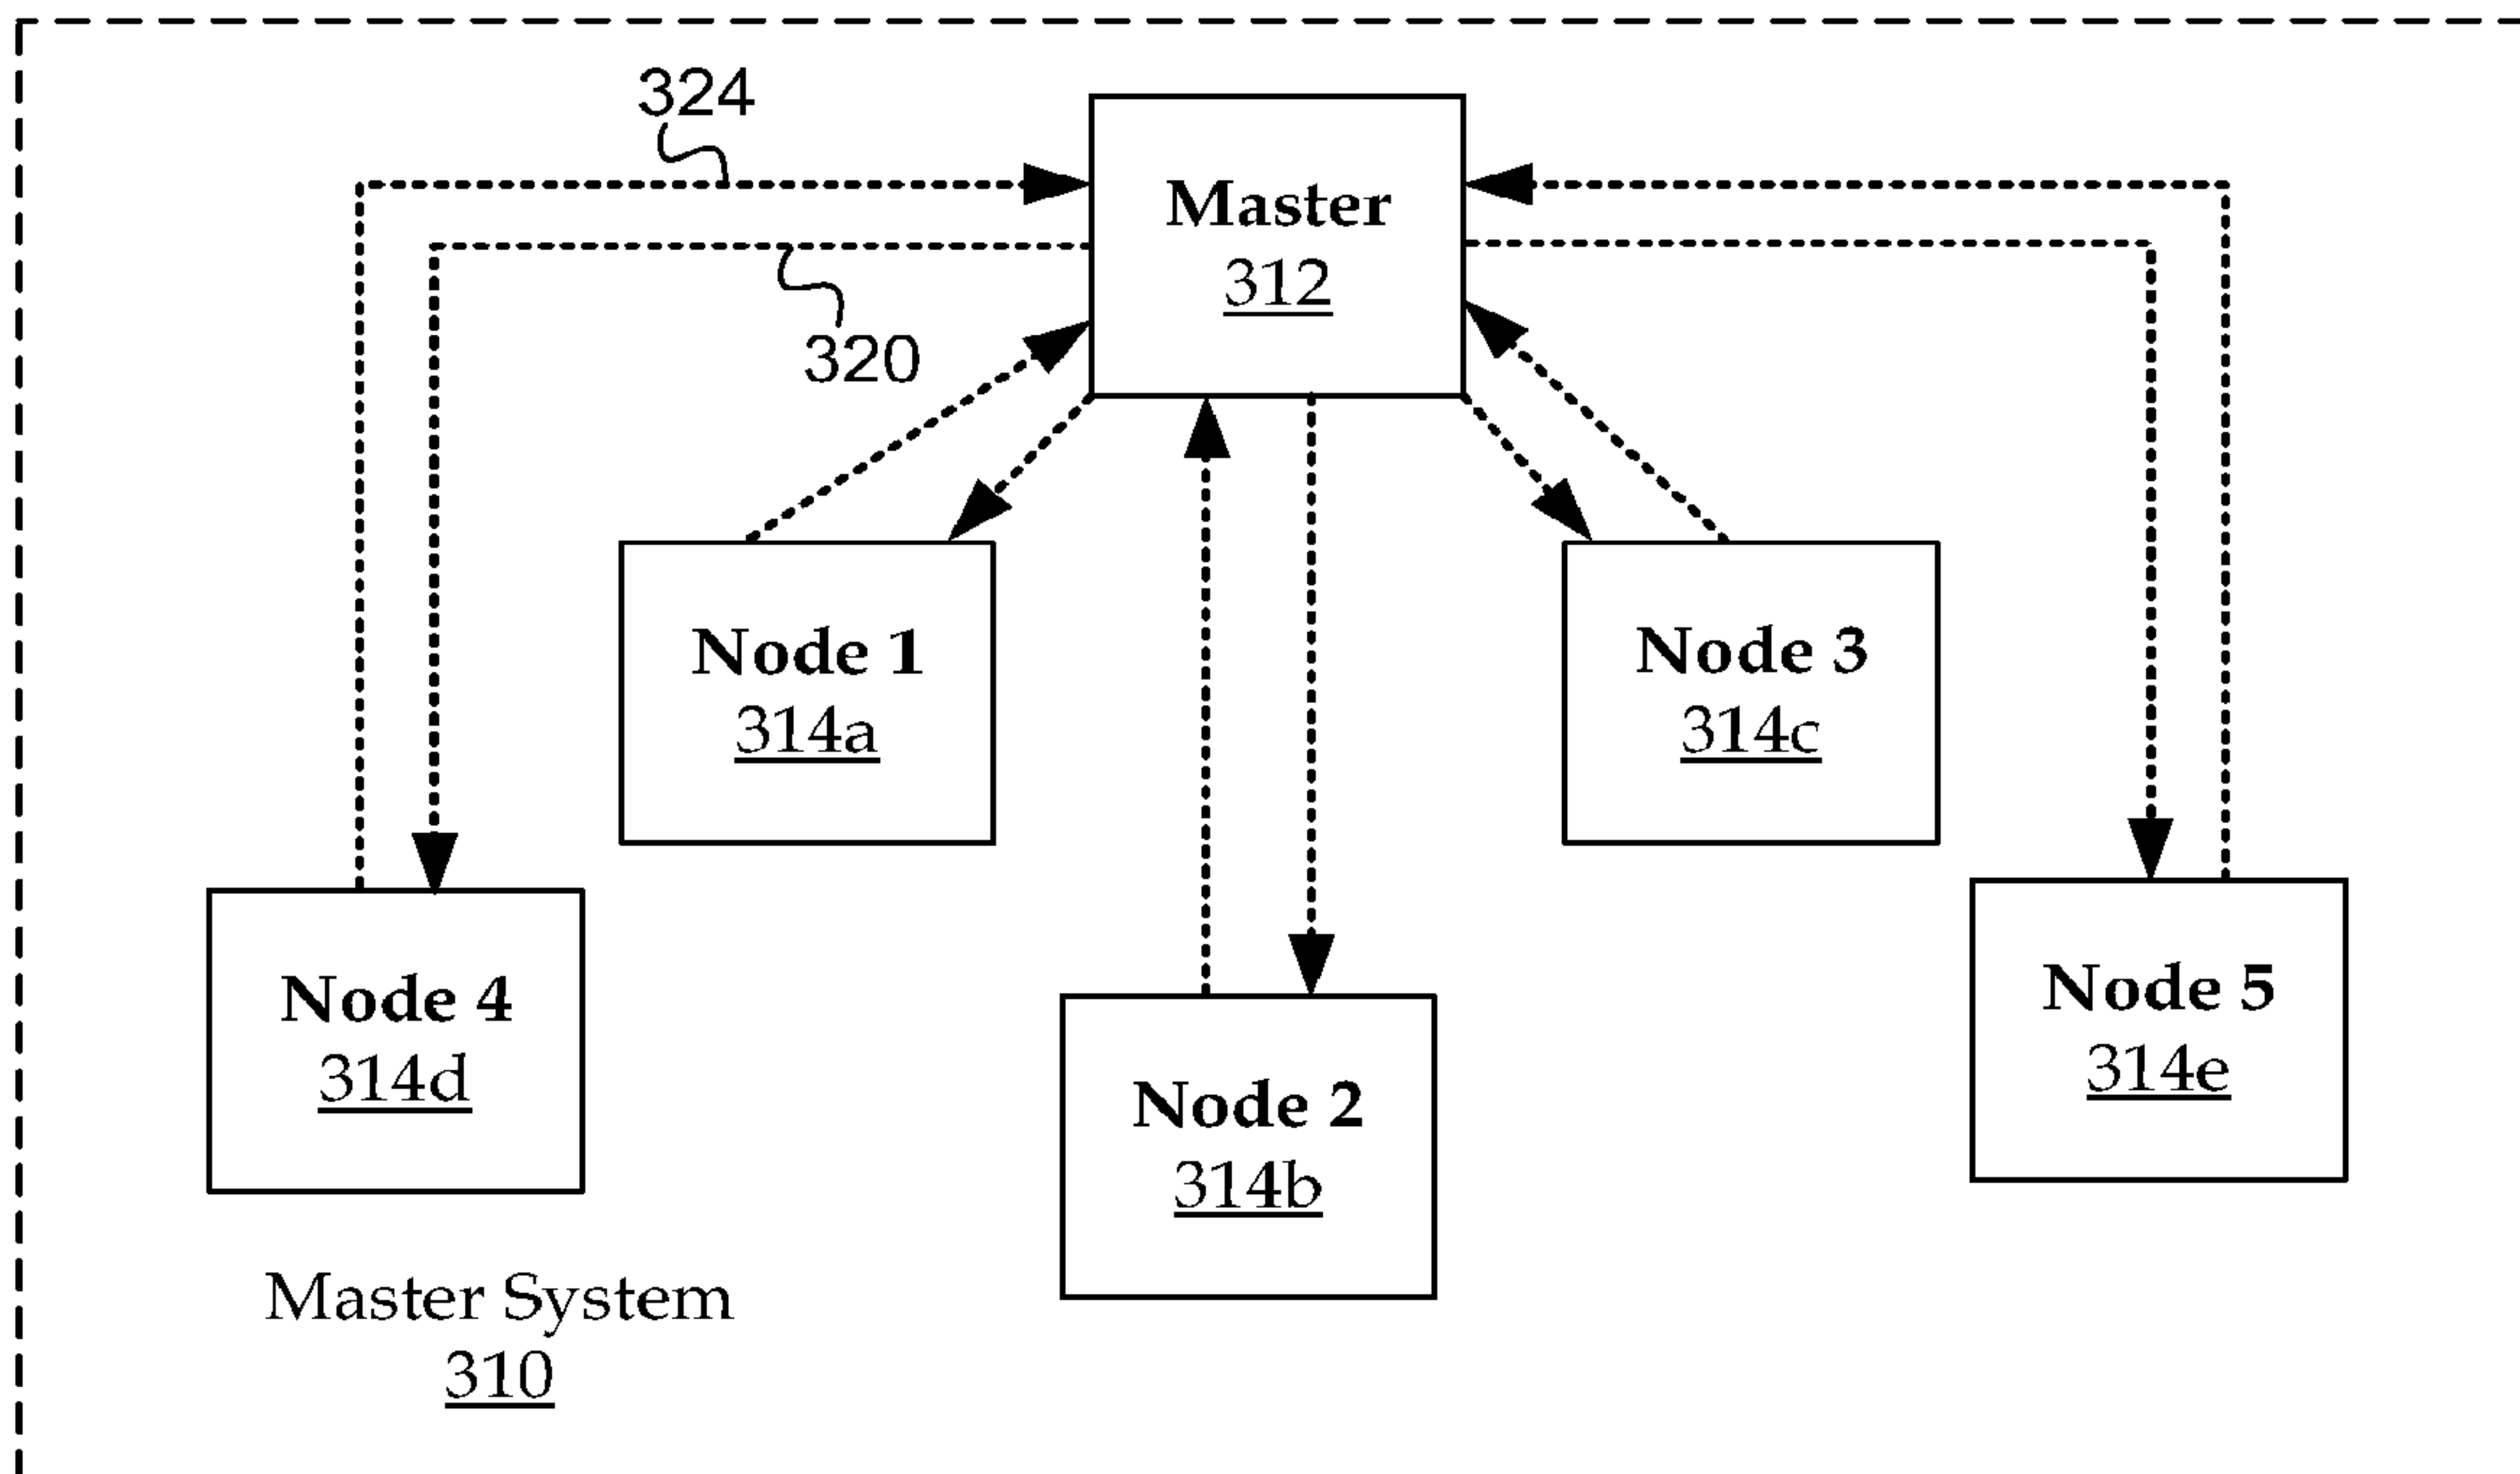 324
Master
312
320
Node 1
314a
Node 3
314c
Node 4
314d
Node 5
314e
Node 2
314b
Master System
310